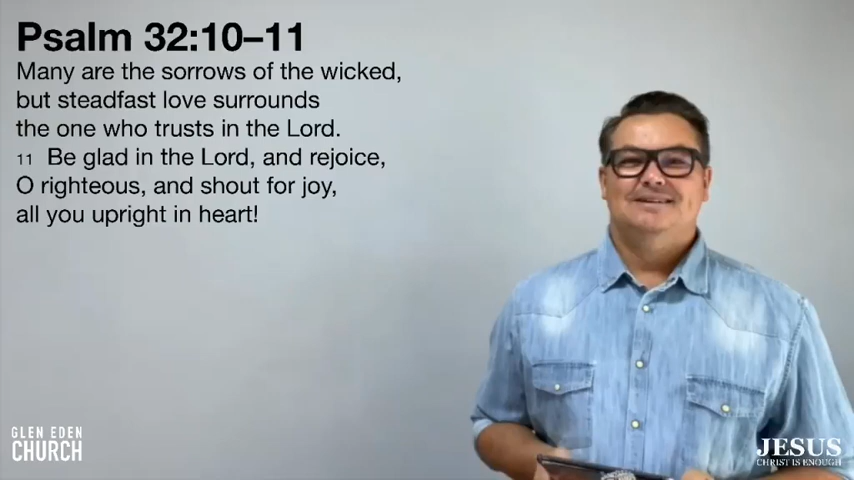 Psalm 32:10–11
Many are the sorrows of the wicked,
but steadfast love surrounds
the one who trusts in the Lord.
11 Be glad in the Lord, and rejoice,
O righteous, and shout for joy,
all you upright in heart!
GLEN EDEN
CHURCH
JESUS
CHRIST IS ENOUGH